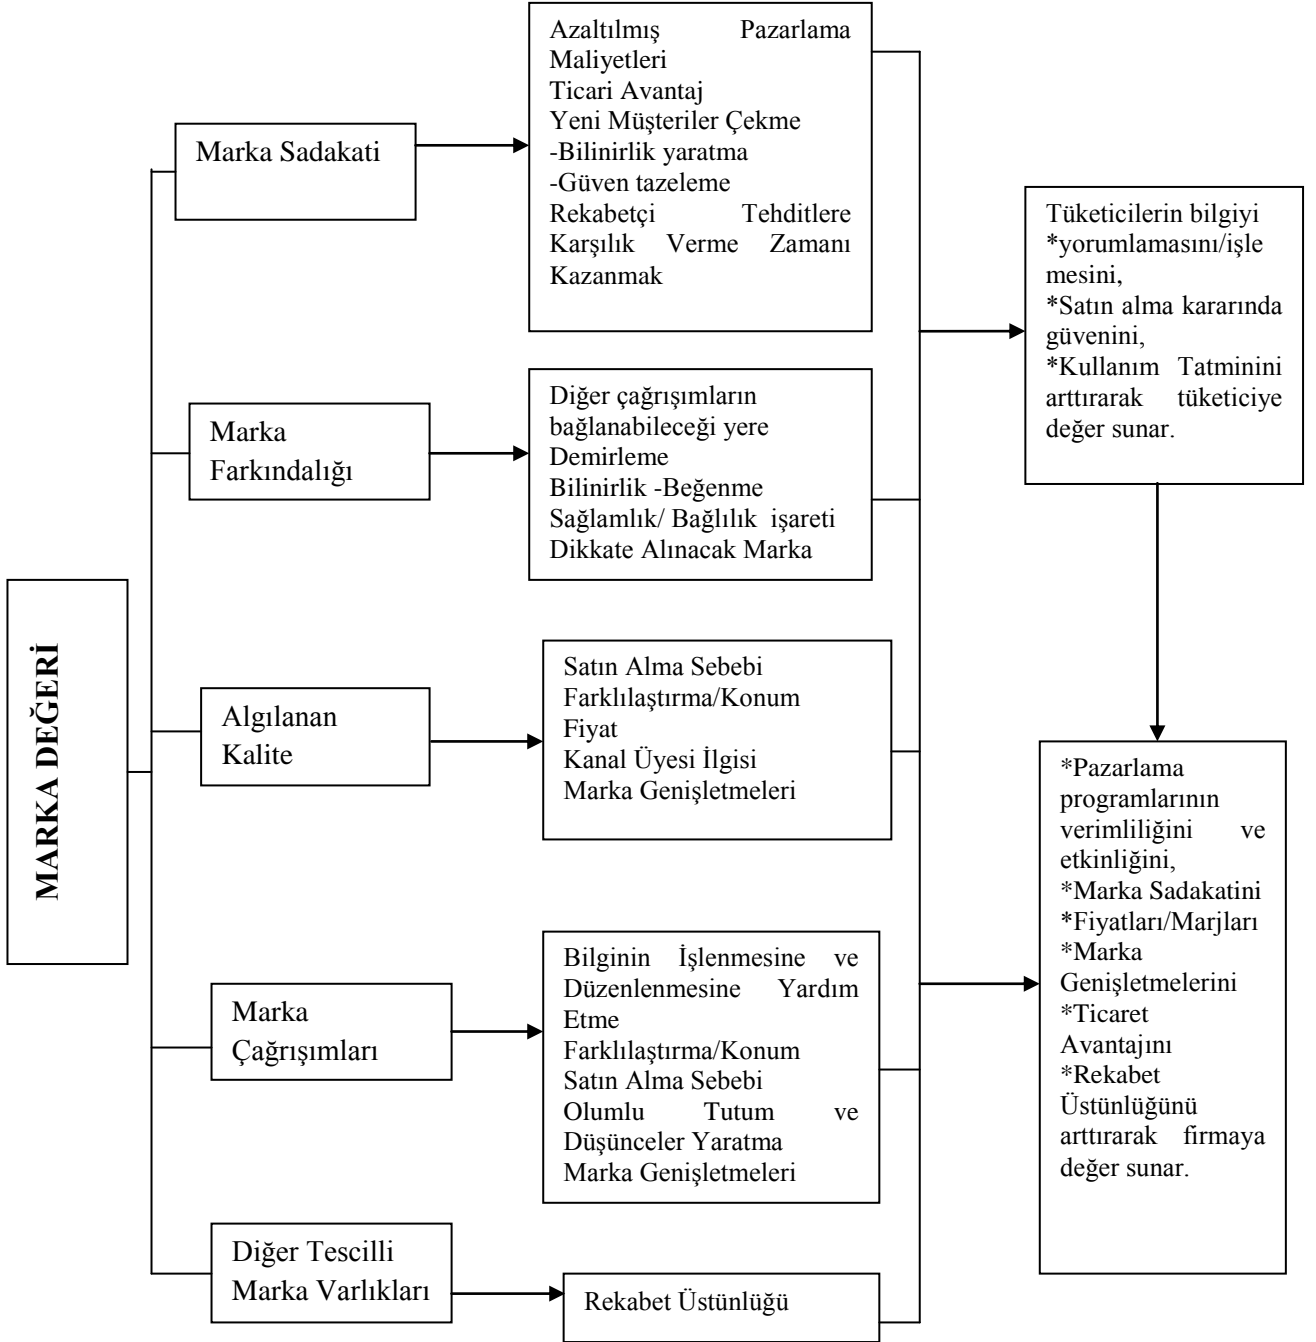 MARKA DEĞERİ
Marka Sadakati
Azaltılmış Pazarlama
Maliyetleri
Ticari Avantaj
Yeni Müşteriler Çekme
-Bilinirlik yaratma
-Güven tazeleme
Rekabetçi Tehditlere
Karşılık Verme Zamanı
Kazanmak
Marka
Farkındalığı
Diğer çağrışımların
bağlanabileceği yere
Demirleme
Bilinirlik -Beğenme
Sağlamlık/ Bağlılık işareti
Dikkate Alınacak Marka
Algılanan
Kalite
Satın Alma Sebebi
Farklılaştırma/Konum
Fiyat
Kanal Üyesi İlgisi
Marka Genişletmeleri
Marka
Çağrışımları
Bilginin İşlenmesine ve
Düzenlenmesine Yardım
Etme
Farklılaştırma/Konum
Satın Alma Sebebi
Olumlu Tutum ve
Düşünceler Yaratma
Marka Genişletmeleri
Diğer Tescilli
Marka Varlıkları
Rekabet Üstünlüğü
Tüketicilerin bilgiyi
*yorumlamasını/işle
mesini,
*Satın alma kararında
güvenini,
*Kullanım Tatminini
arttırarak tüketiciye
değer sunar.
*Pazarlama
programlarının
verimliliğini ve
etkinliğini,
*Marka Sadakatini
*Fiyatları/Marjları
*Marka
Genişletmelerini
*Ticaret
Avantajını
*Rekabet
Üstünlüğünü
arttırarak firmaya
değer sunar.